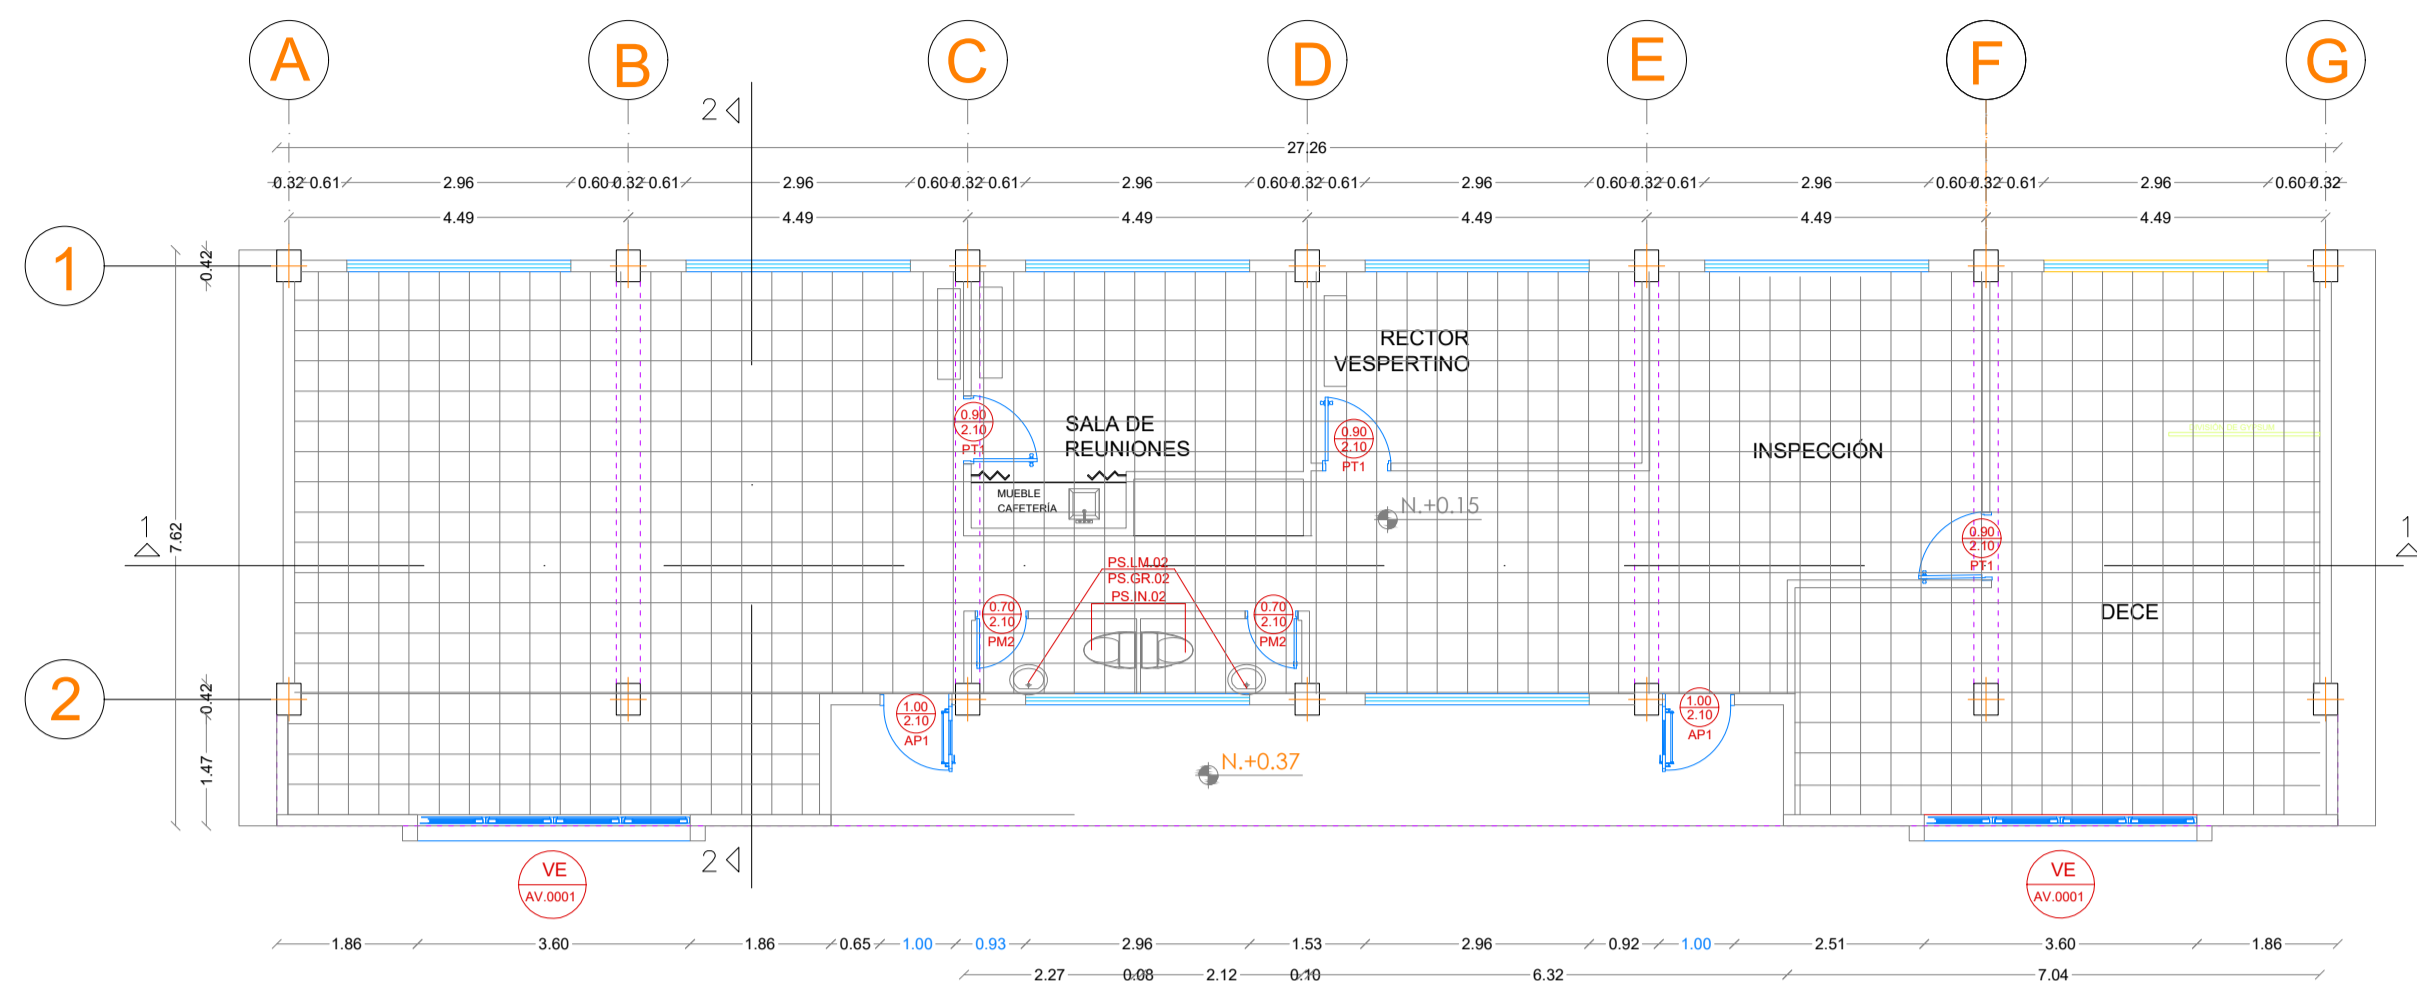 A B C D E F G
2
27.26
0.32 0.61 2.96 0.60 0.32 0.61 2.96 0.60 0.32 0.61 2.96 0.60 0.32 0.61 2.96 0.60 0.32 0.61 2.96 0.60 0.32 0.61 2.96 0.60 0.32
4.49 4.49 4.49 4.49 4.49 4.49
1
0.42
RECTOR
VESPERTINO
0.90
2.10
PT1
SALA DE
REUNIONES
0.90
2.10
PT1
INSPECCIÓN
DIVISIÓN DE GYPSUM
MUEBLE
CAFETERÍA
N.+0.15
1
7.62
0.90
2.10
PT1
1
PS.LM.02
PS.GR.02
PS.IN.02
0.70
2.10
PM2
0.70
2.10
PM2
DECE
2
0.42
1.00
2.10
AP1
1.00
2.10
AP1
1.47
N.+0.37
2
VE
AV.0001
VE
AV.0001
1.86 3.60 1.86 0.65 1.00 0.93 2.96 1.53 2.96 0.92 1.00 2.51 3.60 1.86
2.27 0.08 2.12 0.10 6.32 7.04